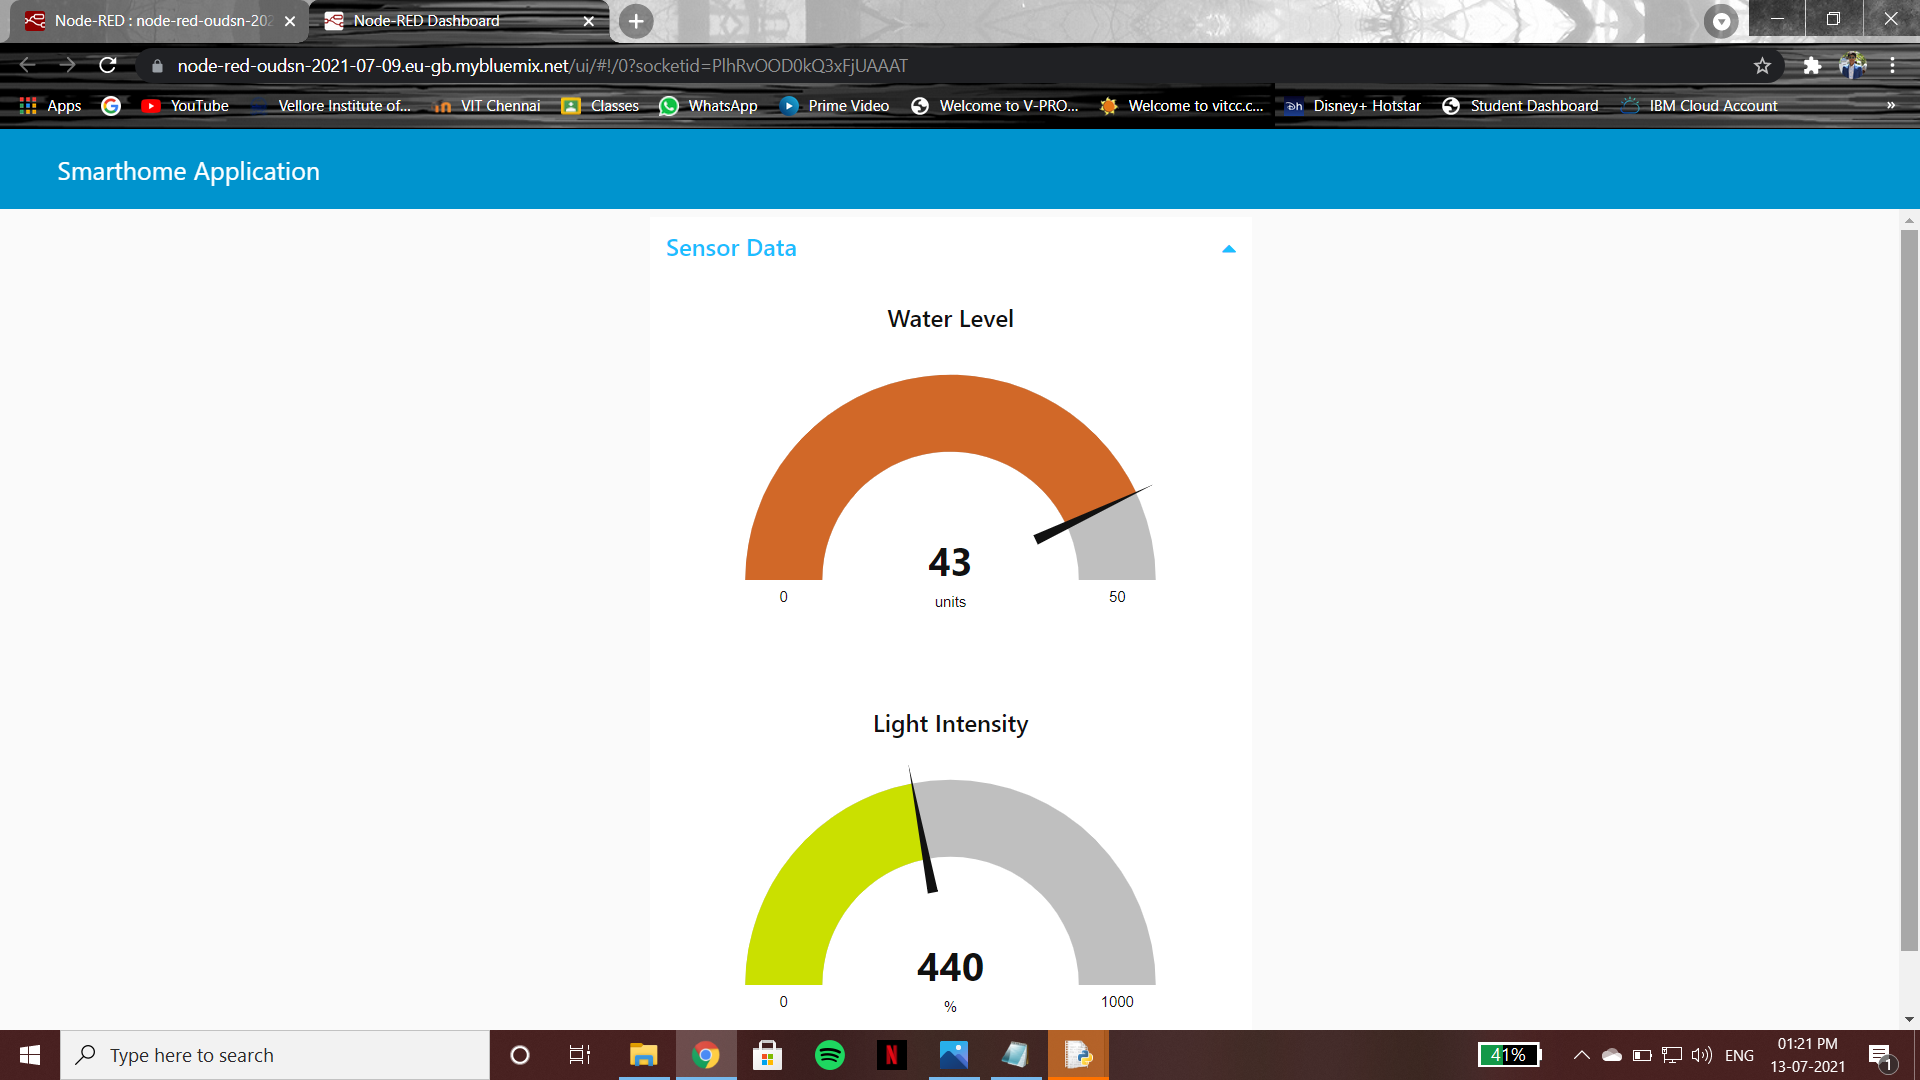 Node-RED : node-red-oudsn-202
Node-RED Dashboard
node-red-oudsn-2021-07-09.eu-gb.mybluemix.net/ui/#!/0?socketid=PlhRvOOD0kQ3xFjUAAAT
Apps YouTube Vellore Institute of... VIT Chennai Classes WhatsApp Prime Video Welcome to V-PRO... Welcome to vitcc.c... Disney+ Hotstar Student Dashboard IBM Cloud Account »
Smarthome Application
Sensor Data
Water Level
43
0 units 50
Light Intensity
440
0 % 1000
Type here to search
41%
ENG
01:21 PM
13-07-2021
1